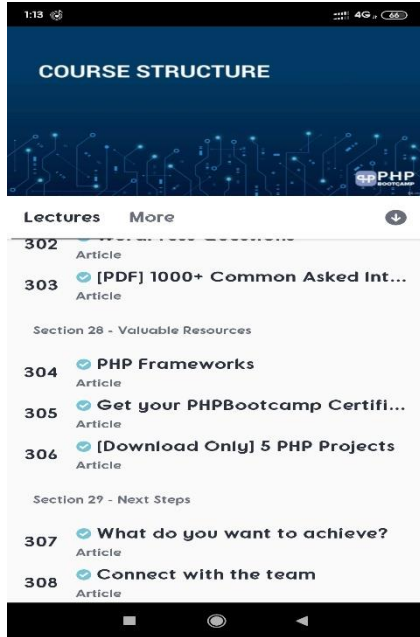 1:13 4G 66
COURSE STRUCTURE
PHP
BOOTCAMP
Lectures More
302 WordPress Questions
Article
303 [PDF] 1000+ Common Asked Int...
Article
Section 28 - Valuable Resources
304 PHP Frameworks
Article
305 Get your PHPBootcamp Certifi...
Article
306 [Download Only] 5 PHP Projects
Article
Section 29 - Next Steps
307 What do you want to achieve?
Article
308 Connect with the team
Article